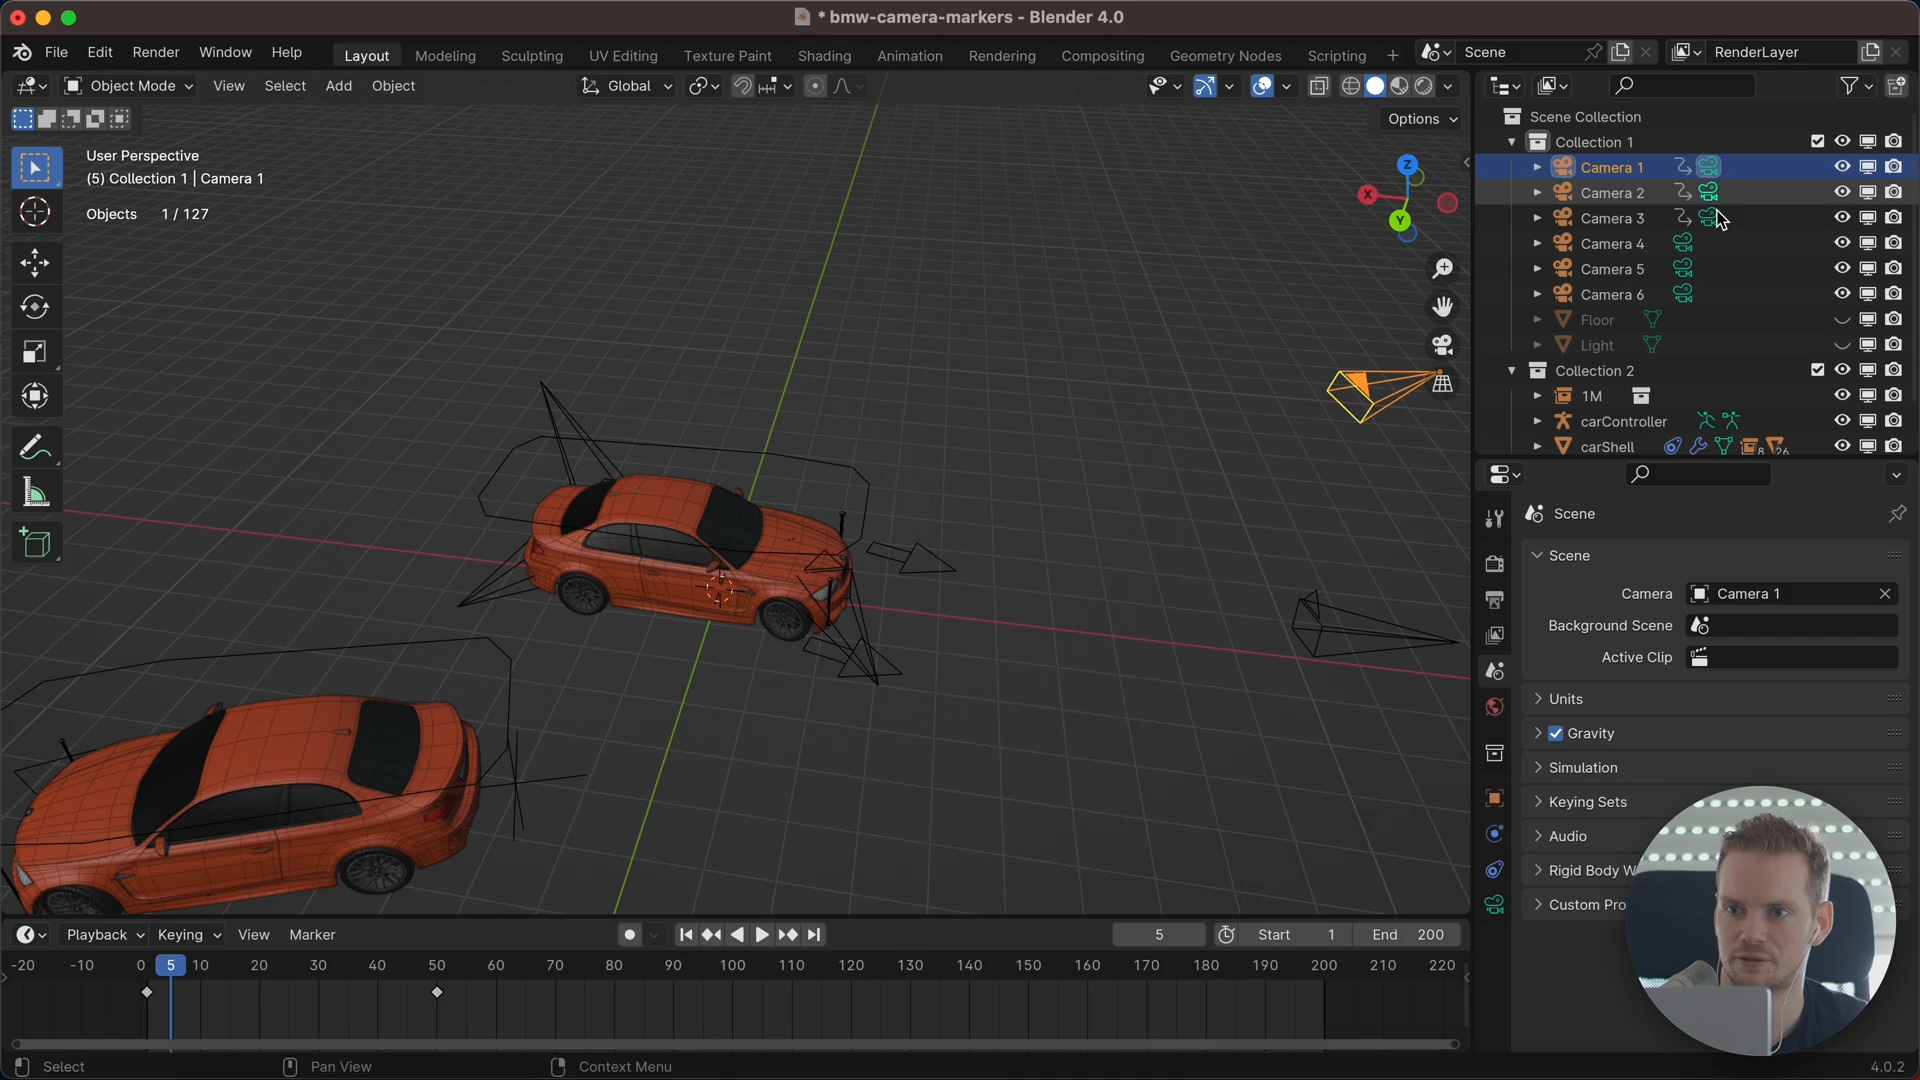 * bmw-camera-markers - Blender 4.0
File Edit Render Window Help
Layout Modeling Sculpting UV Editing Texture Paint Shading Animation Rendering Compositing Geometry Nodes Scripting +
Scene
RenderLayer
Object Mode View Select Add Object
Global
Options
User Perspective
(5) Collection 1 | Camera 1
Objects 1 / 127
Z
X
Y
Scene Collection
Collection 1
Camera 1
Camera 2
Camera 3
Camera 4
Camera 5
Camera 6
Floor
Light
Collection 2
1M
carController
carShell
8
26
Scene
Scene
Camera Camera 1
Background Scene
Active Clip
Units
Gravity
Simulation
Keying Sets
Audio
Rigid Body W
Custom Pro
Playback Keying View Marker
5
Start 1
End 200
-20 -10 0 5 10 20 30 40 50 60 70 80 90 100 110 120 130 140 150 160 170 180 190 200 210 220
Select
Pan View
Context Menu
4.0.2